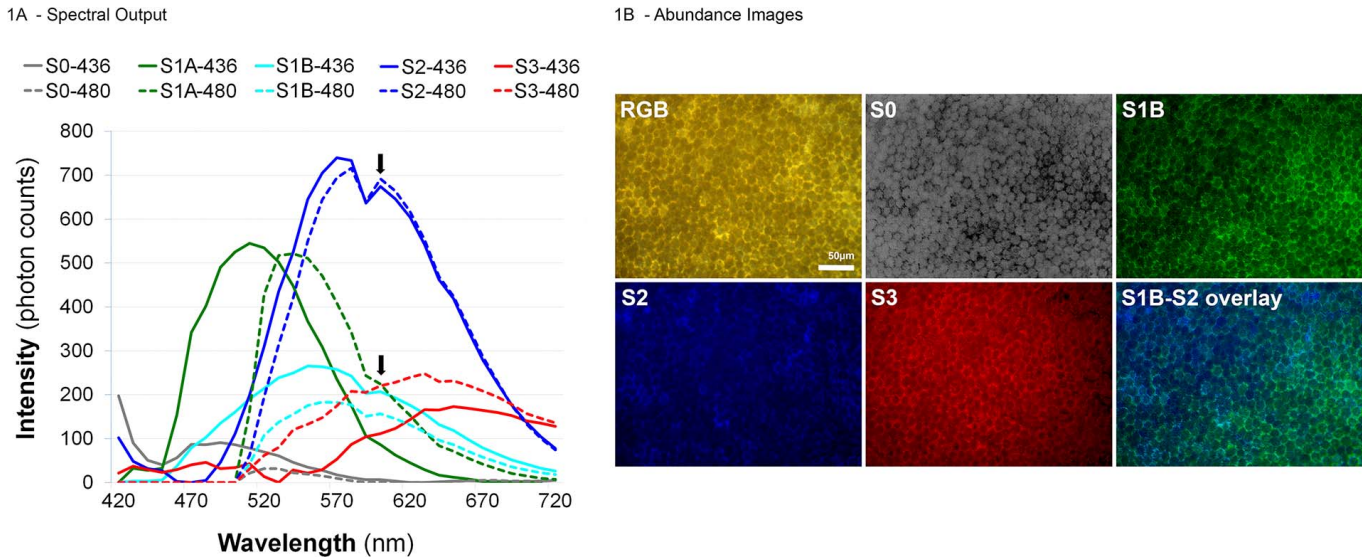 1A - Spectral Output
S0-436 S1A-436 S1B-436 S2-436 S3-436
S0-480 S1A-480 S1B-480 S2-480 S3-480
Intensity (photon counts)
800
700
600
500
400
300
200
100
0
420 470 520 570 620 670 720
Wavelength (nm)
1B - Abundance Images
RGB
50µm
S0
S1B
S2
S3
S1B-S2 overlay